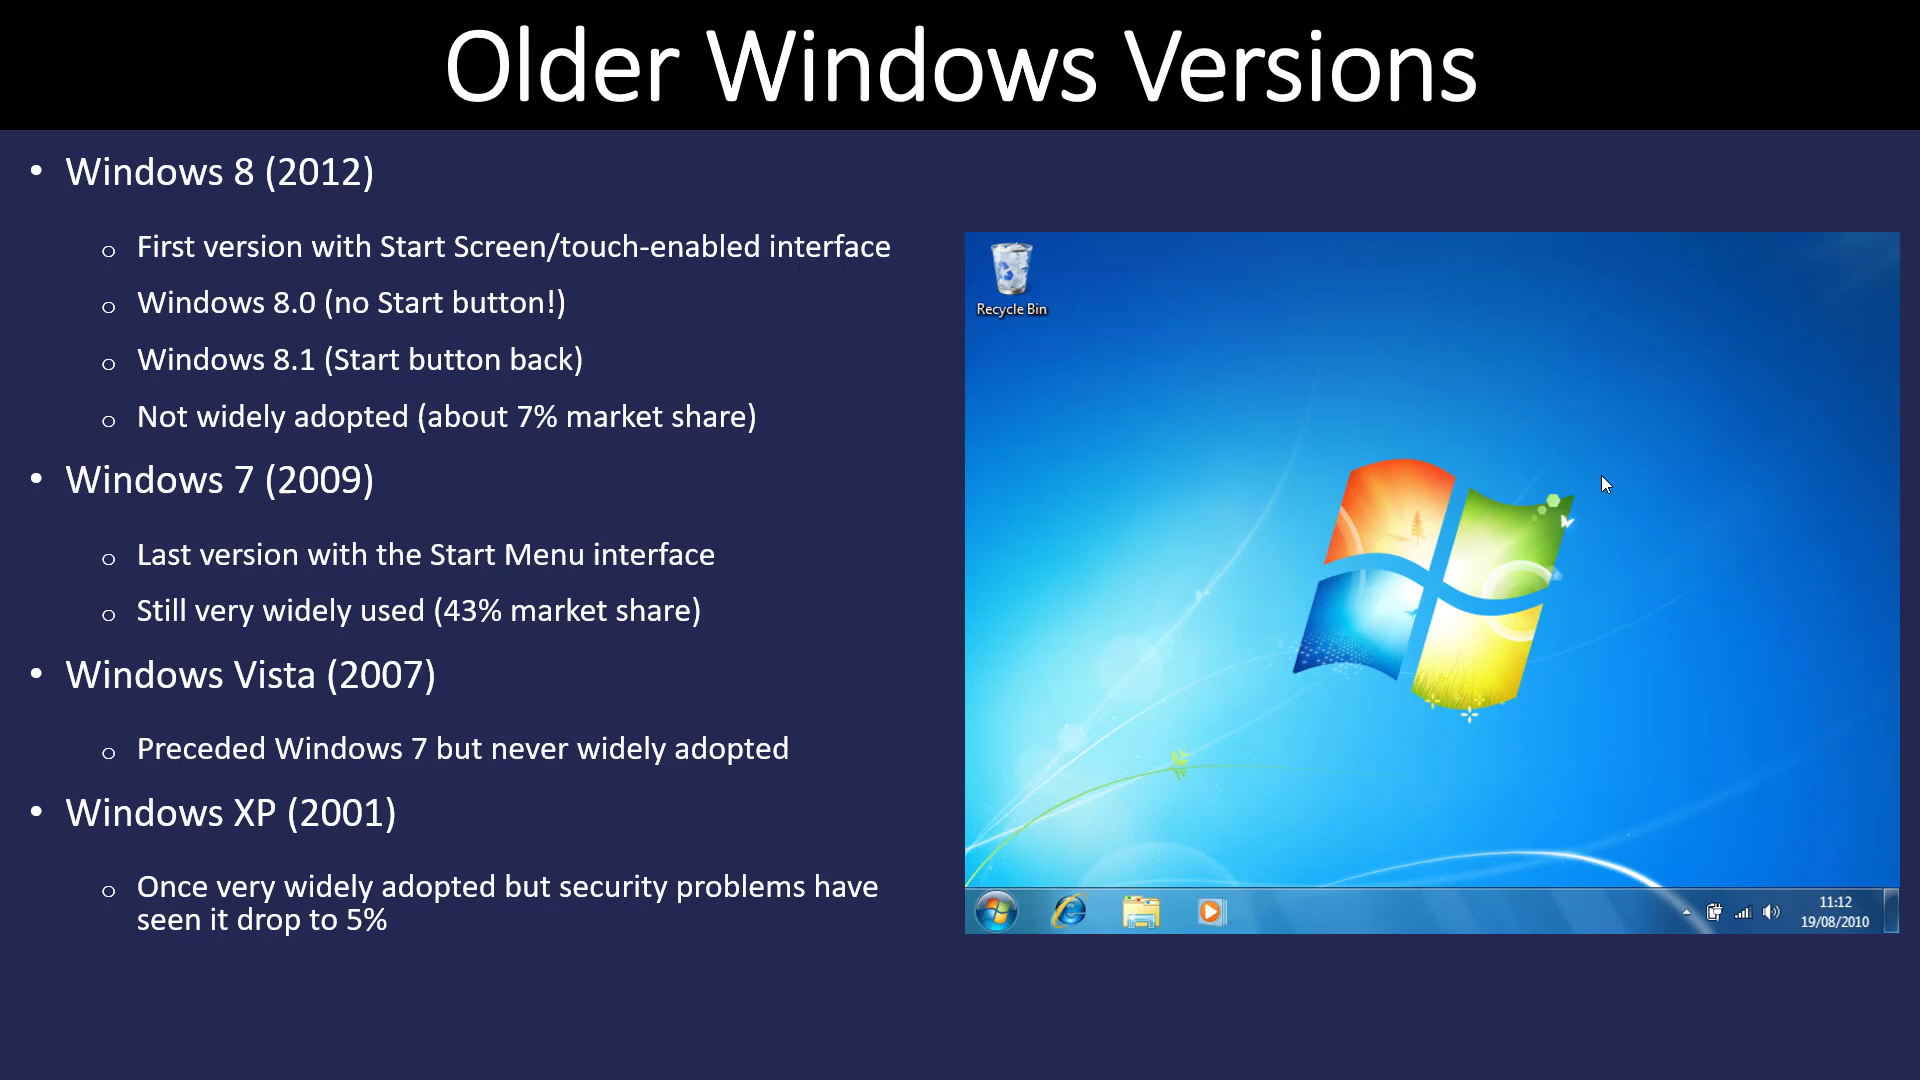 Older Windows Versions
• Windows 8 (2012)
o First version with Start Screen/touch-enabled interface
o Windows 8.0 (no Start button!)
o Windows 8.1 (Start button back)
o Not widely adopted (about 7% market share)
• Windows 7 (2009)
o Last version with the Start Menu interface
o Still very widely used (43% market share)
• Windows Vista (2007)
o Preceded Windows 7 but never widely adopted
• Windows XP (2001)
o Once very widely adopted but security problems have
seen it drop to 5%
Recycle Bin
11:12
19/08/2010